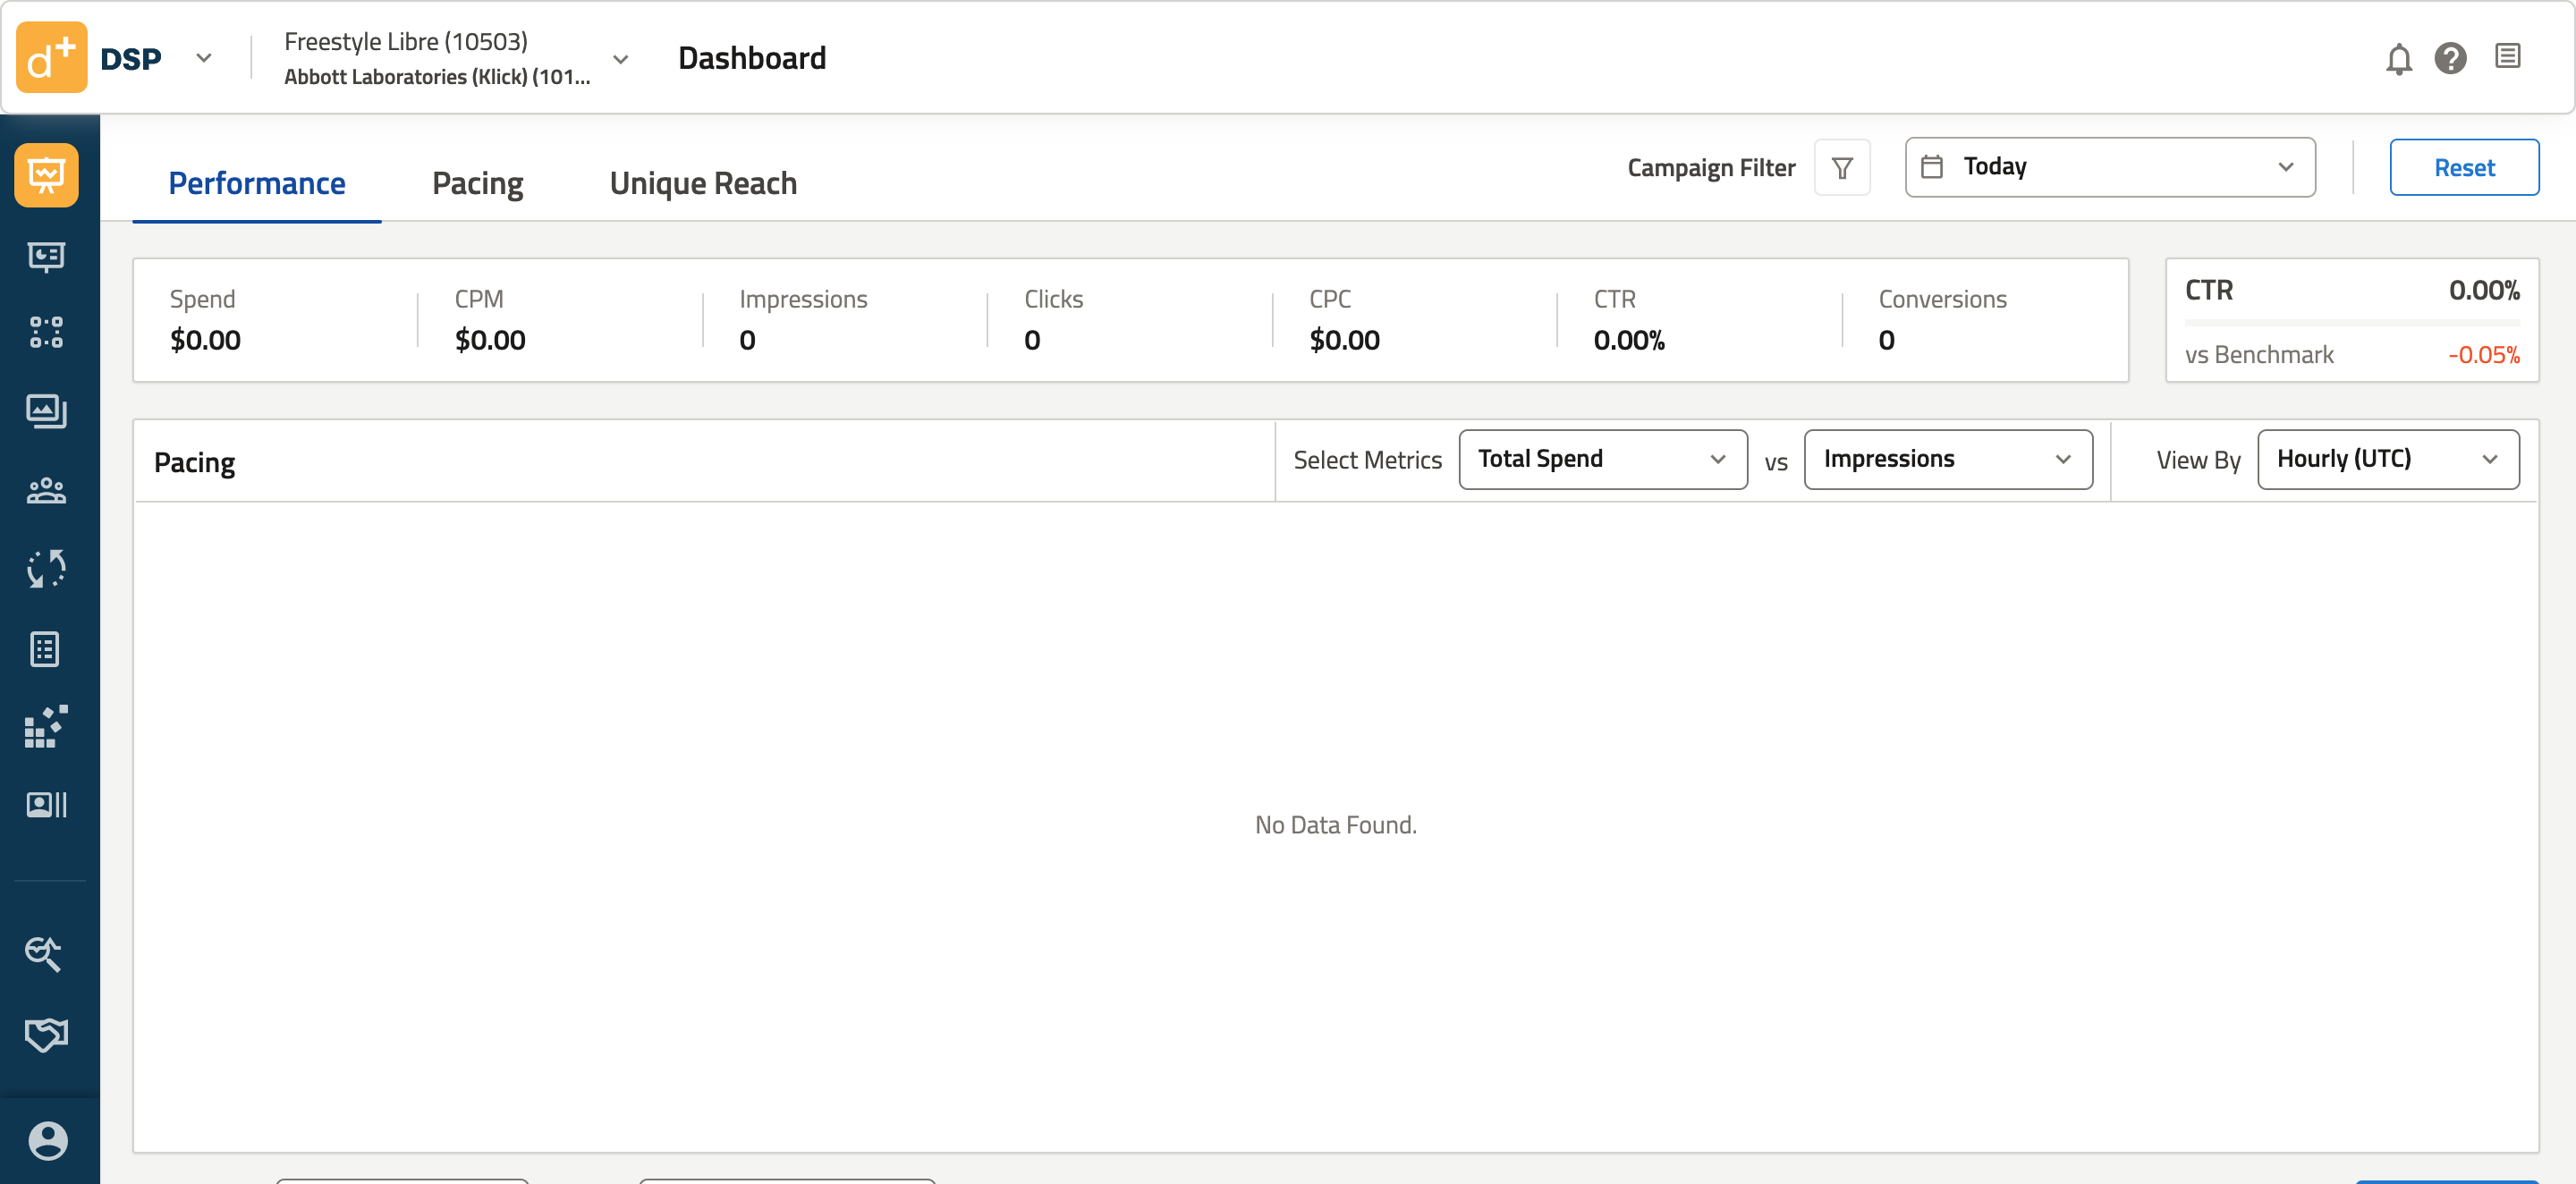 d+ DSP
Freestyle Libre (10503)
Abbott Laboratories (Klick) (101...
Dashboard
Performance
Pacing
Unique Reach
Campaign Filter
Today
Reset
Spend
$0.00
CPM
$0.00
Impressions
0
Clicks
0
CPC
$0.00
CTR
0.00%
Conversions
0
CTR 0.00%
vs Benchmark -0.05%
Pacing
Select Metrics
Total Spend
vs
Impressions
View By
Hourly (UTC)
No Data Found.